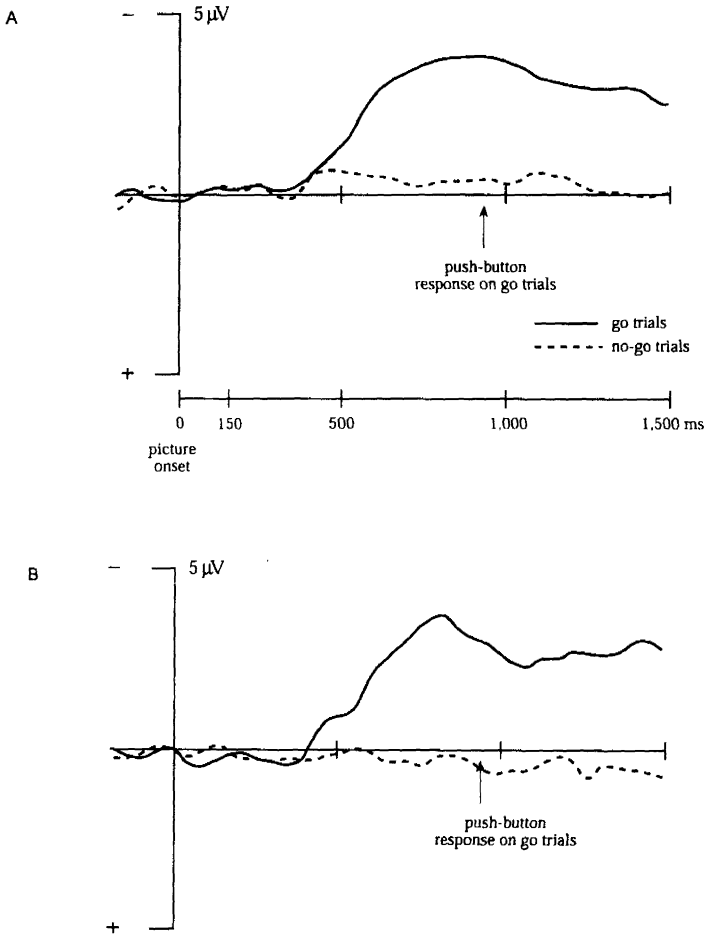 A
− 5 µV
push-button
response on go trials
go trials
no-go trials
+
0 150 500 1,000 1,500 ms
picture
onset
B
− 5 µV
push-button
response on go trials
+